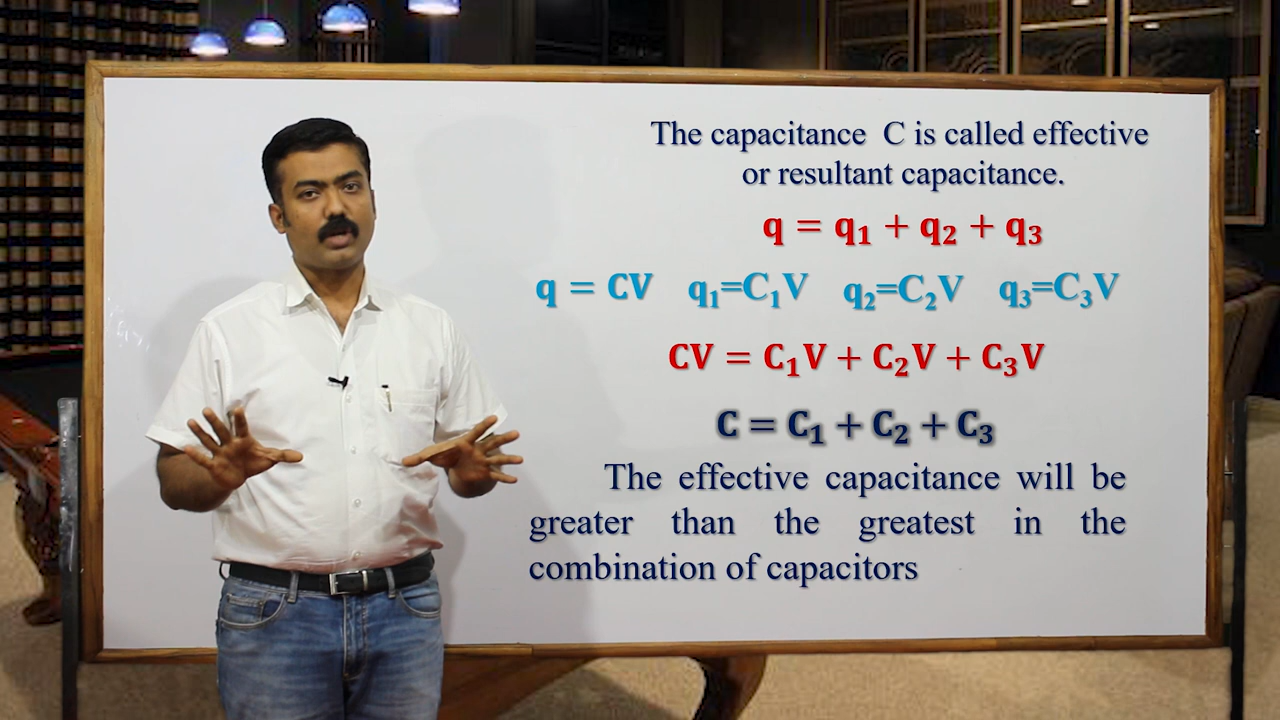 The capacitance C is called effective
or resultant capacitance.
q = q₁ + q₂ + q₃
q = CV q₁=C₁V q₂=C₂V q₃=C₃V
CV = C₁V + C₂V + C₃V
C = C₁ + C₂ + C₃
The effective capacitance will be
greater than the greatest in the
combination of capacitors